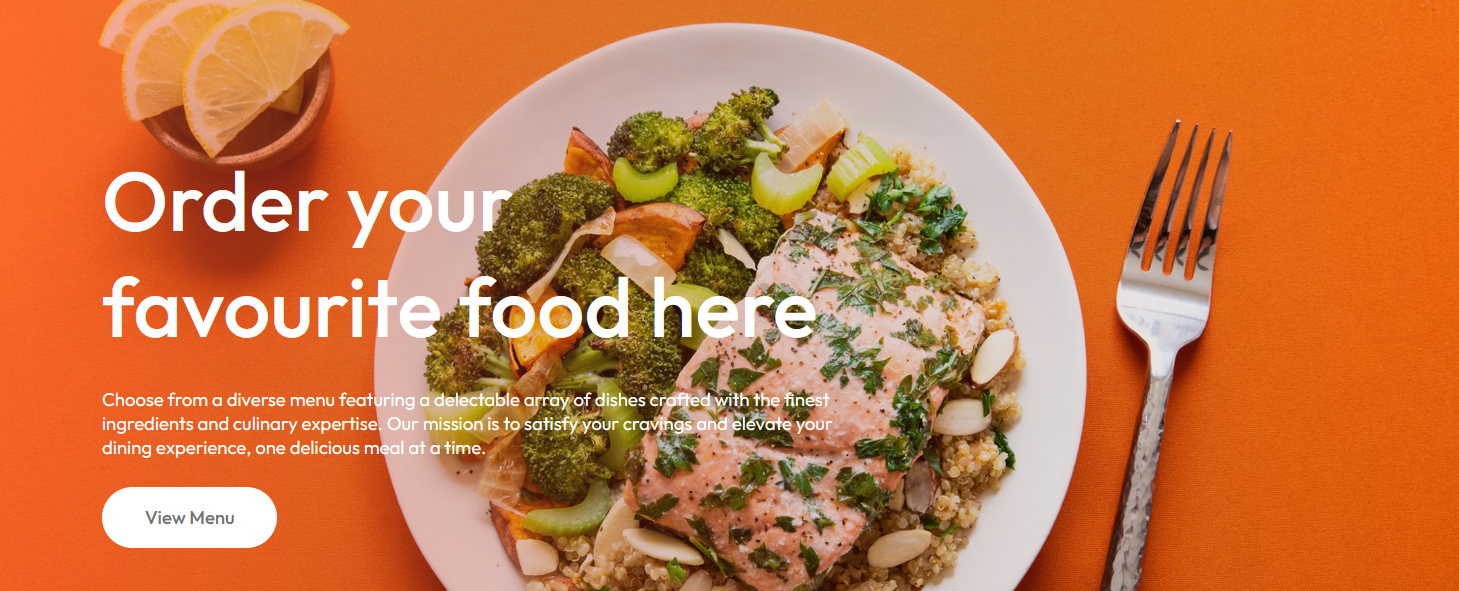 Order your
favourite food here
Choose from a diverse menu featuring a delectable array of dishes crafted with the finest
ingredients and culinary expertise. Our mission is to satisfy your cravings and elevate your
dining experience, one delicious meal at a time.
View Menu